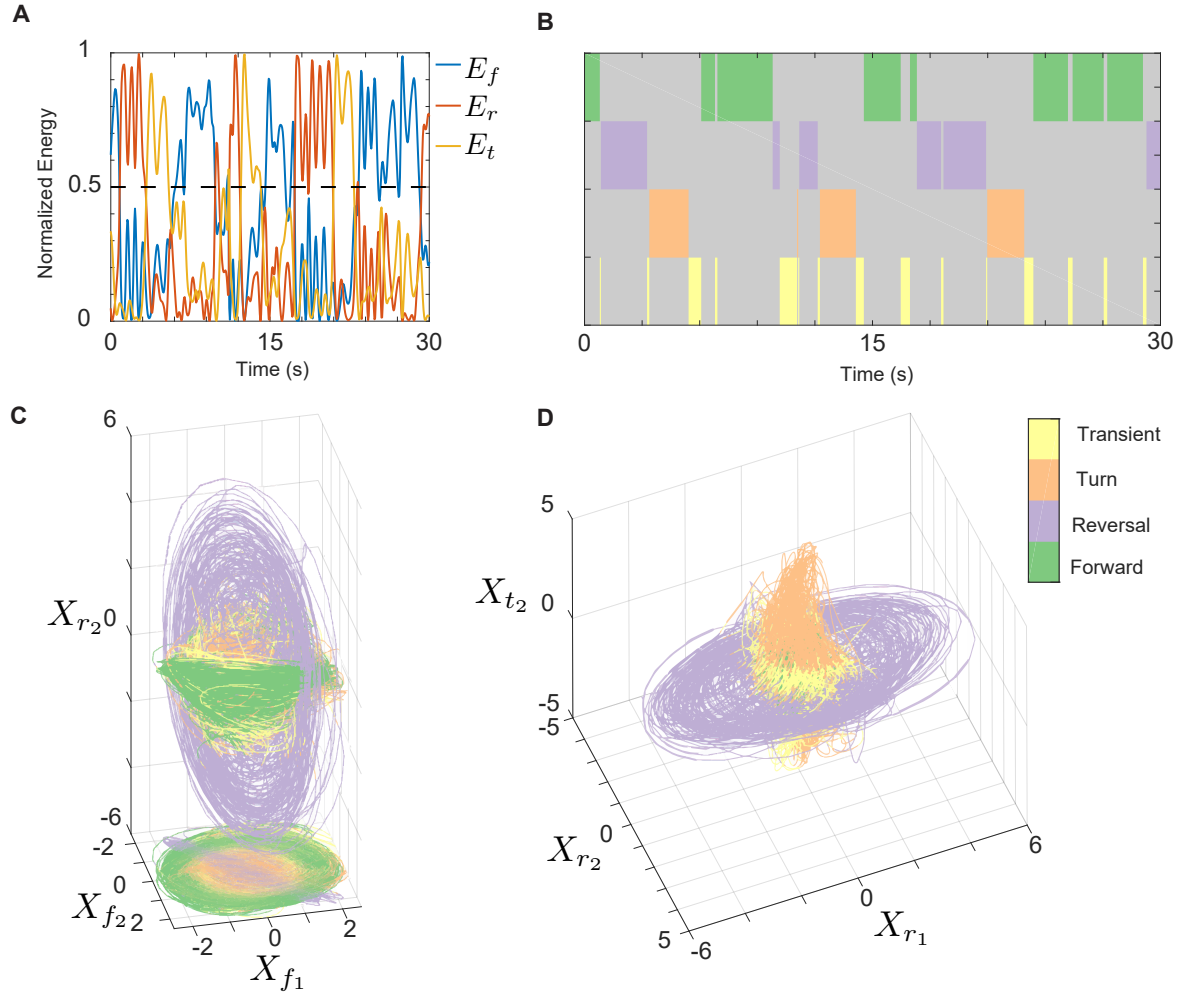 A
B
1
0.5
0
Normalized Energy
E_f
E_r
E_t
0
15
30
Time (s)
0
15
30
Time (s)
C
D
6
0
-6
X_{r_2}
-2
0
2
X_{f_2}
-2
0
2
X_{f_1}
5
0
-5
X_{t_2}
-5
0
5
X_{r_2}
-6
0
6
X_{r_1}
Transient
Turn
Reversal
Forward